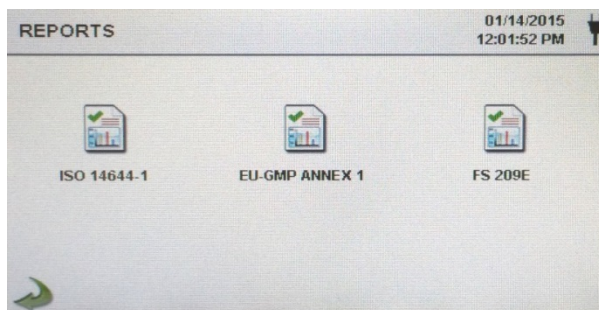 REPORTS
01/14/2015
12:01:52 PM
ISO 14644-1
EU-GMP ANNEX 1
FS 209E